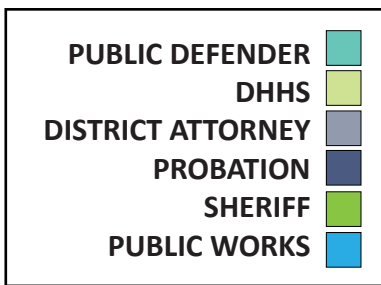 PUBLIC DEFENDER
DHHS
DISTRICT ATTORNEY
PROBATION
SHERIFF
PUBLIC WORKS